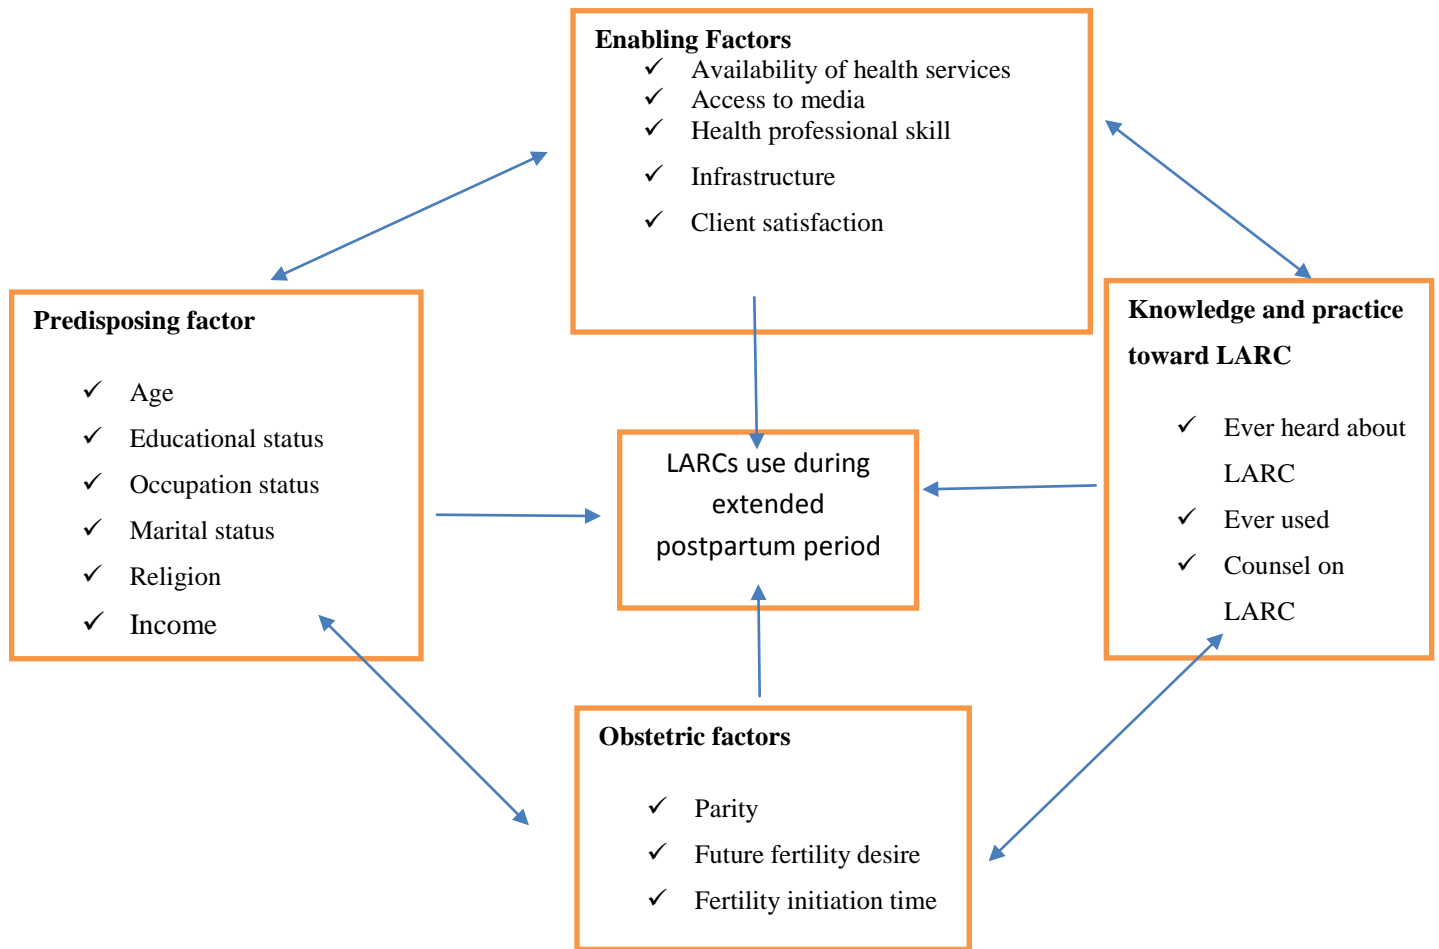 Enabling Factors
✓ Availability of health services
✓ Access to media
✓ Health professional skill
✓ Infrastructure
✓ Client satisfaction
Predisposing factor
✓ Age
✓ Educational status
✓ Occupation status
✓ Marital status
✓ Religion
✓ Income
LARCs use during
extended
postpartum period
Knowledge and practice
toward LARC
✓ Ever heard about
LARC
✓ Ever used
✓ Counsel on
LARC
Obstetric factors
✓ Parity
✓ Future fertility desire
✓ Fertility initiation time